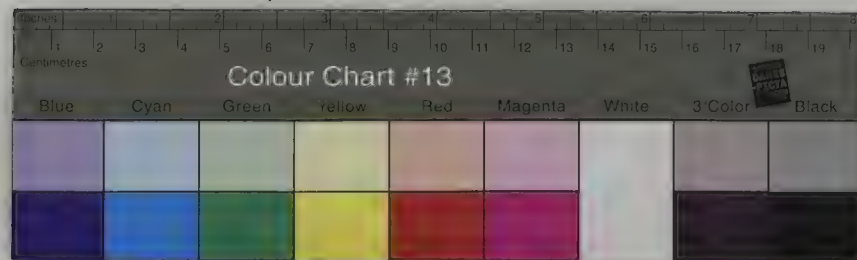 Inches 1 2 3 4 5 6 7 8
1 2 3 4 5 6 7 8 9 10 11 12 13 14 15 16 17 18 19
Centimetres
Colour Chart #13
Blue Cyan Green Yellow Red Magenta White 3/Color Black